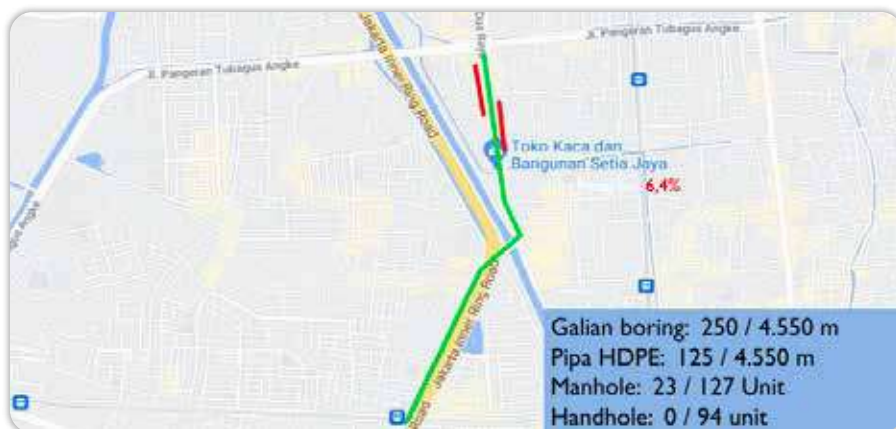 Jl. Pangeran Tubagus Angke
Jl. Pangeran Tubagus Angke
Jakarta Inner Ring Road
Toko Kaca dan
Bangunan Setia Jaya
6,4%
Angke
Jakarta Inner Ring Road
Road
Galian boring: 250 / 4.550 m
Pipa HDPE: 125 / 4.550 m
Manhole: 23 / 127 Unit
Handhole: 0 / 94 unit